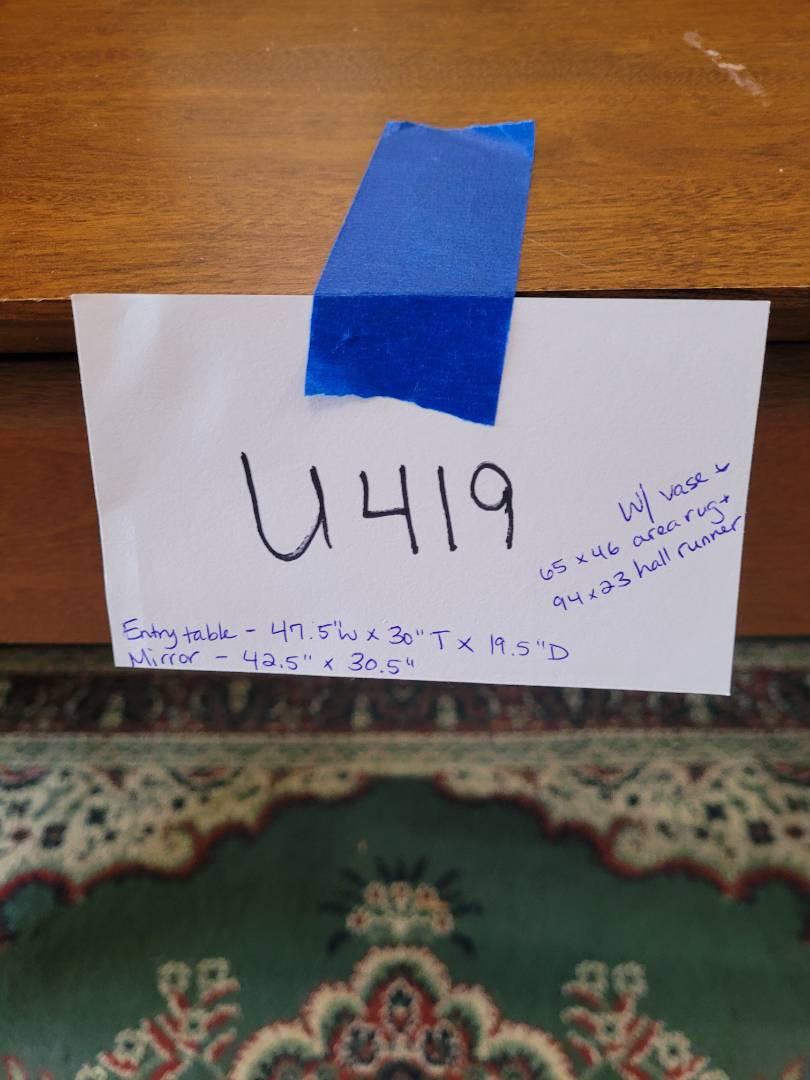 U419
W/ vase &
65 x 46 area rug +
94 x 23 hall runner
Entry table - 47.5"W x 30" T x 19.5"D
Mirror - 42.5" x 30.5"